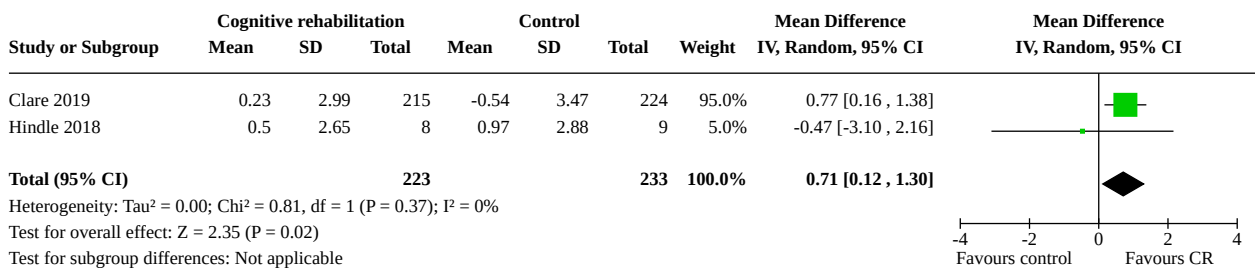 Cognitive rehabilitation Control Mean Difference Mean Difference
Study or Subgroup Mean SD Total Mean SD Total Weight IV, Random, 95% CI IV, Random, 95% CI
Clare 2019 0.23 2.99 215 -0.54 3.47 224 95.0% 0.77 [0.16 , 1.38]
Hindle 2018 0.5 2.65 8 0.97 2.88 9 5.0% -0.47 [-3.10 , 2.16]
Total (95% CI) 223 233 100.0% 0.71 [0.12 , 1.30]
Heterogeneity: Tau² = 0.00; Chi² = 0.81, df = 1 (P = 0.37); I² = 0%
Test for overall effect: Z = 2.35 (P = 0.02)
-4 -2 0 2 4
Test for subgroup differences: Not applicable Favours control Favours CR